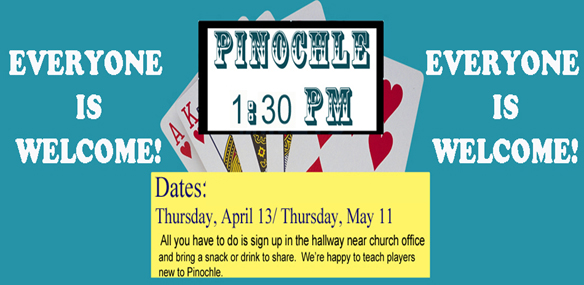 PINOCHLE
1:30 PM
EVERYONE
IS
WELCOME!
EVERYONE
IS
WELCOME!
A K
Dates:
Thursday, April 13/ Thursday, May 11
All you have to do is sign up in the hallway near church office
and bring a snack or drink to share. We're happy to teach players
new to Pinochle.